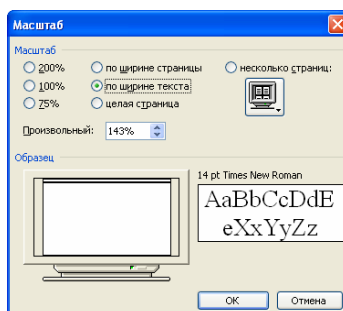 Масштаб
Масштаб
200% по ширине страницы несколько страниц:
100% по ширине текста
75% целая страница
Произвольный: 143%
Образец
14 pt Times New Roman
AaBbCcDdE
eXxYyZz
ОК Отмена